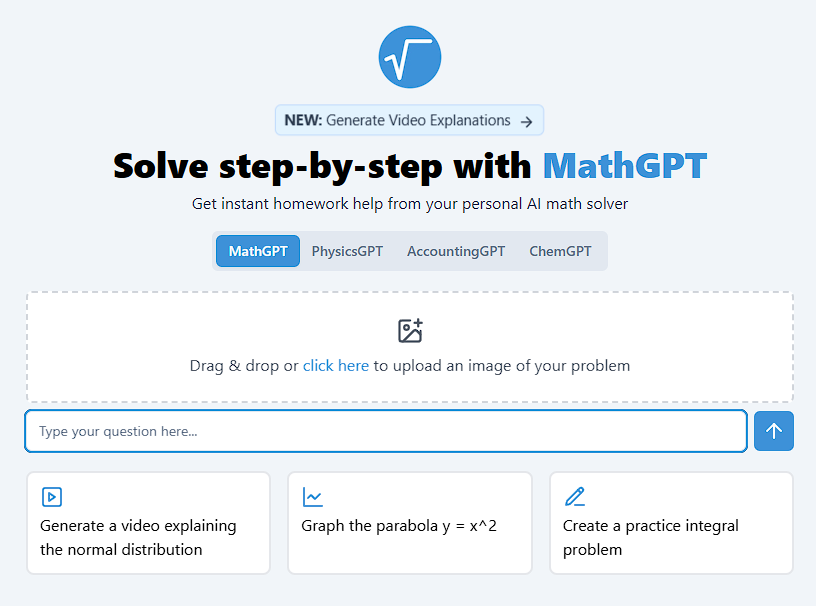 NEW: Generate Video Explanations →
Solve step-by-step with MathGPT
Get instant homework help from your personal AI math solver
MathGPT PhysicsGPT AccountingGPT ChemGPT
Drag & drop or click here to upload an image of your problem
Type your question here...
Generate a video explaining
the normal distribution
Graph the parabola y = x^2
Create a practice integral
problem